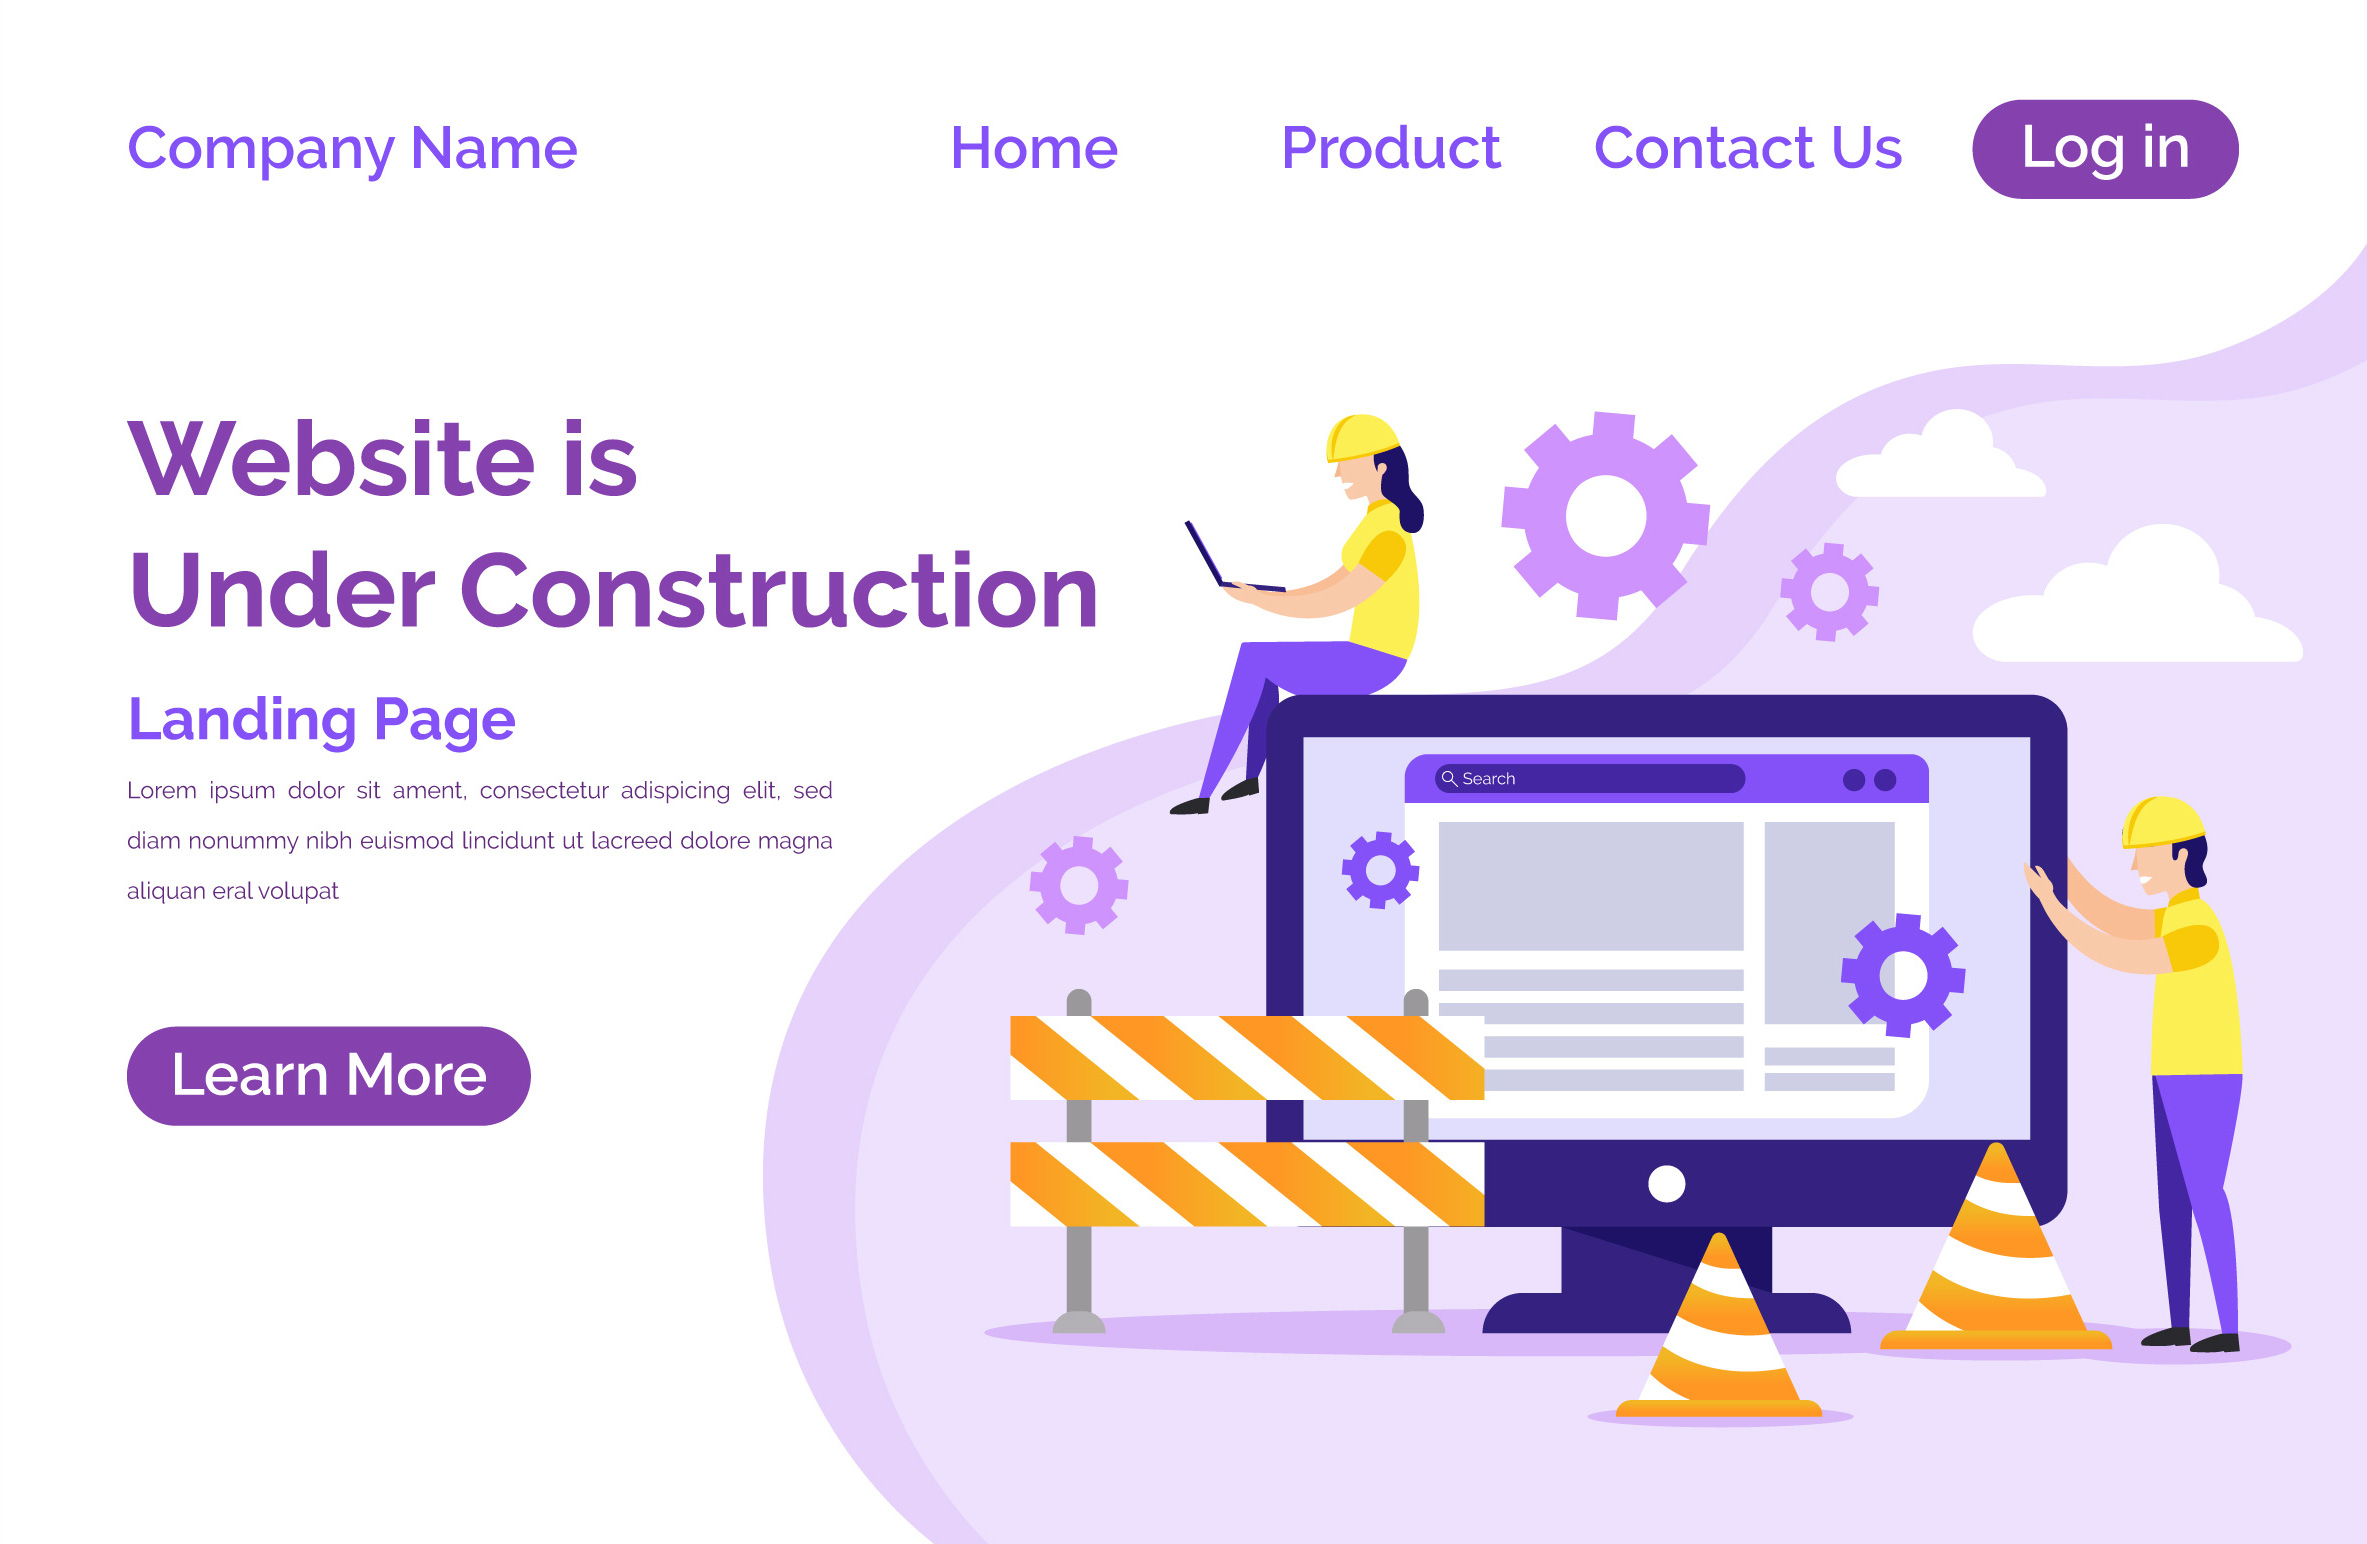 Company Name
Home
Product
Contact Us
Log in
Website is
Under Construction
Landing Page
Lorem ipsum dolor sit ament, consectetur adispicing elit, sed
diam nonummy nibh euismod lincidunt ut lacreed dolore magna
aliquan eral volupat
Learn More
Search